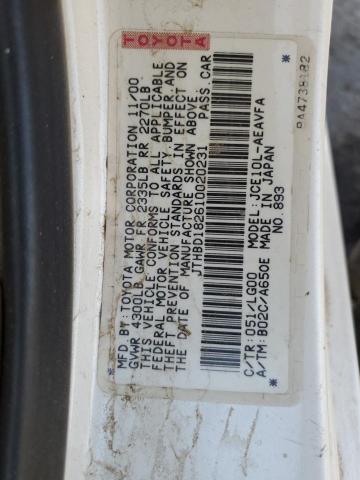 TOYOTA
MFD. BY: TOYOTA MOTOR CORPORATION 11/00
GVWR 4300LB GAWR FR 2335LB RR 2270LB
THIS VEHICLE CONFORMS TO ALL APPLICABLE
FEDERAL MOTOR VEHICLE SAFETY, BUMPER, AND
THEFT PREVENTION STANDARDS IN EFFECT ON
DATE OF MANUFACTURE SHOWN ABOVE.
JTHBD182610020231 PASS. CAR
C/TR: 051/LG00 MODEL: JCE10L-AEAVFA
A/TM: B02C/A650E MADE IN JAPAN
NO. 893